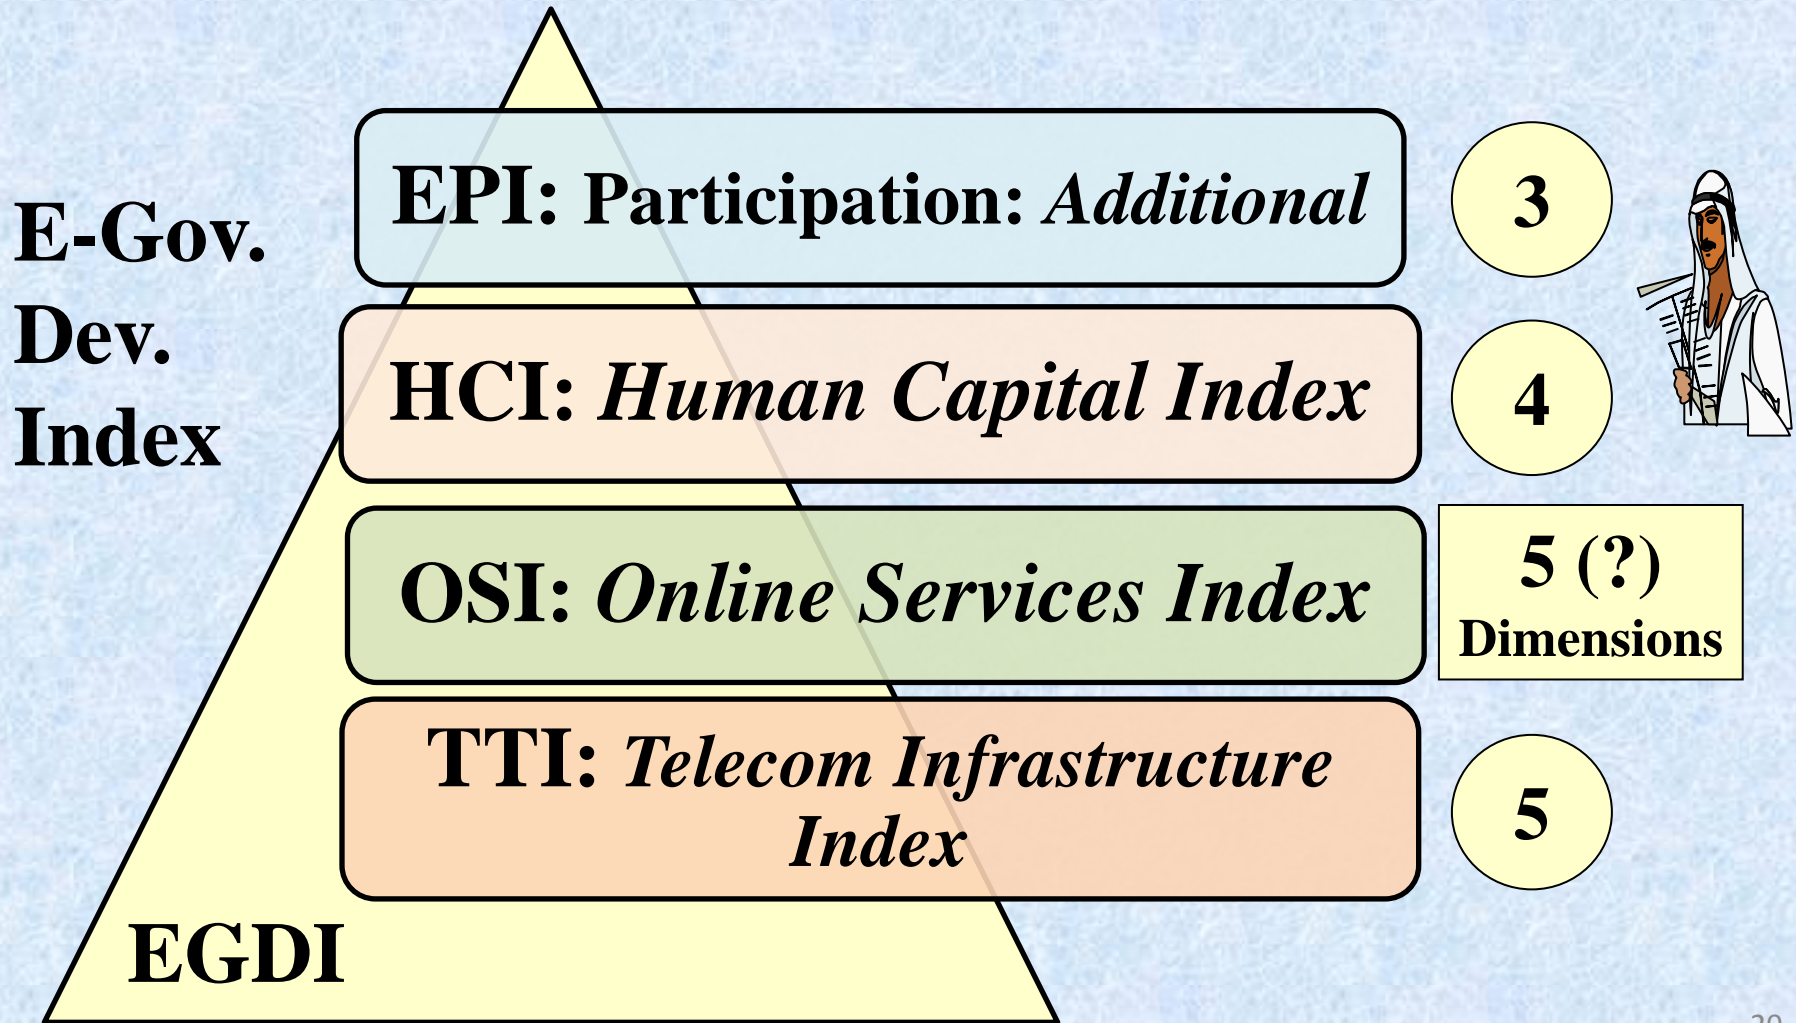 E-Gov.
Dev.
Index
EPI: Participation: Additional
3
HCI: Human Capital Index
4
OSI: Online Services Index
5 (?)
Dimensions
TTI: Telecom Infrastructure
Index
5
EGDI